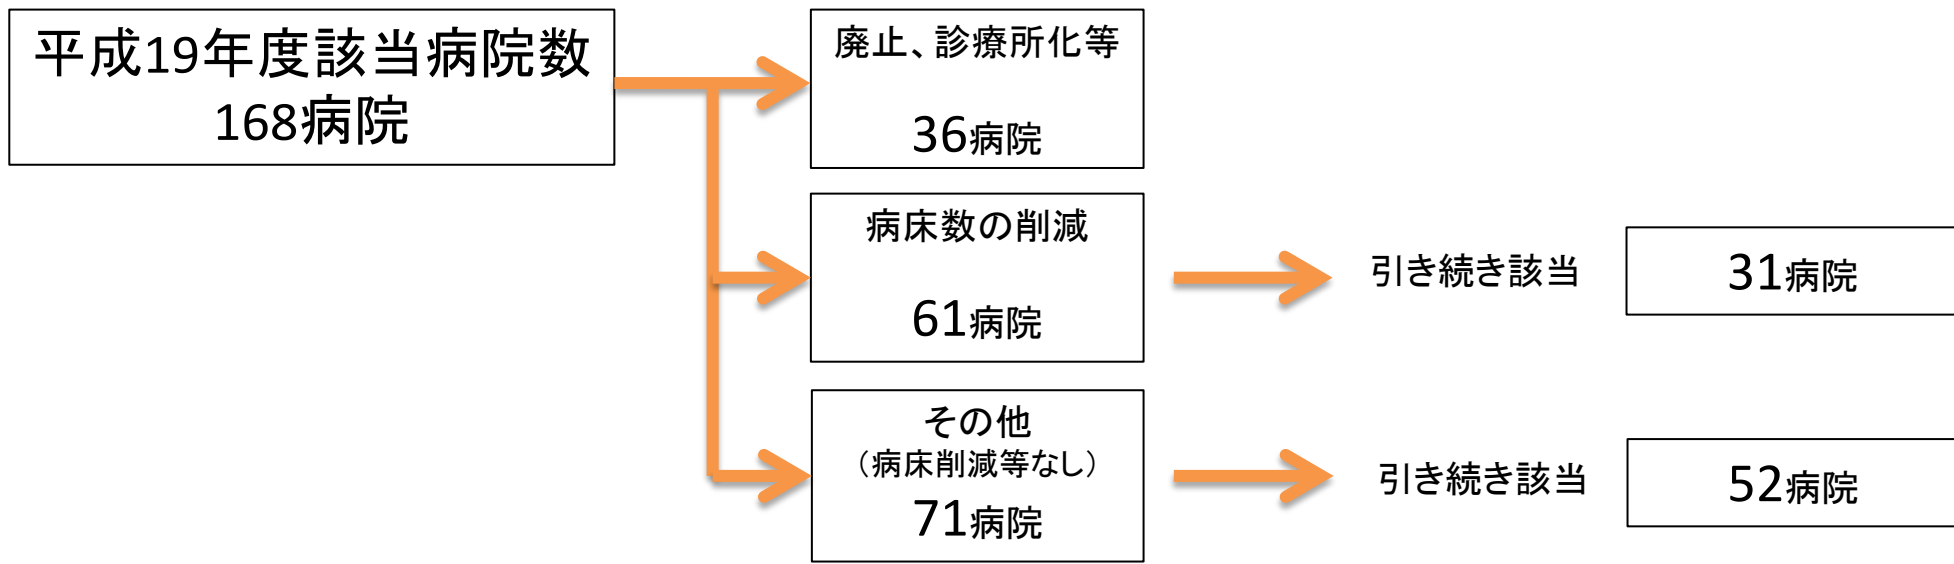 平成19年度該当病院数
168病院
廃止、診療所化等
36病院
病床数の削減
61病院
引き続き該当
31病院
その他
（病床削減等なし）
71病院
引き続き該当
52病院